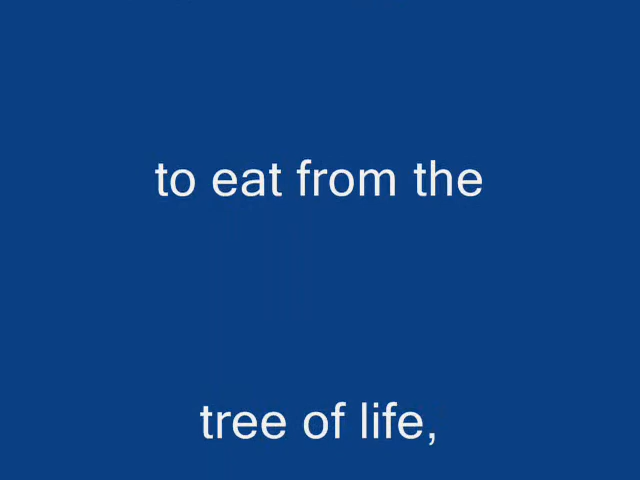 to eat from the
tree of life,